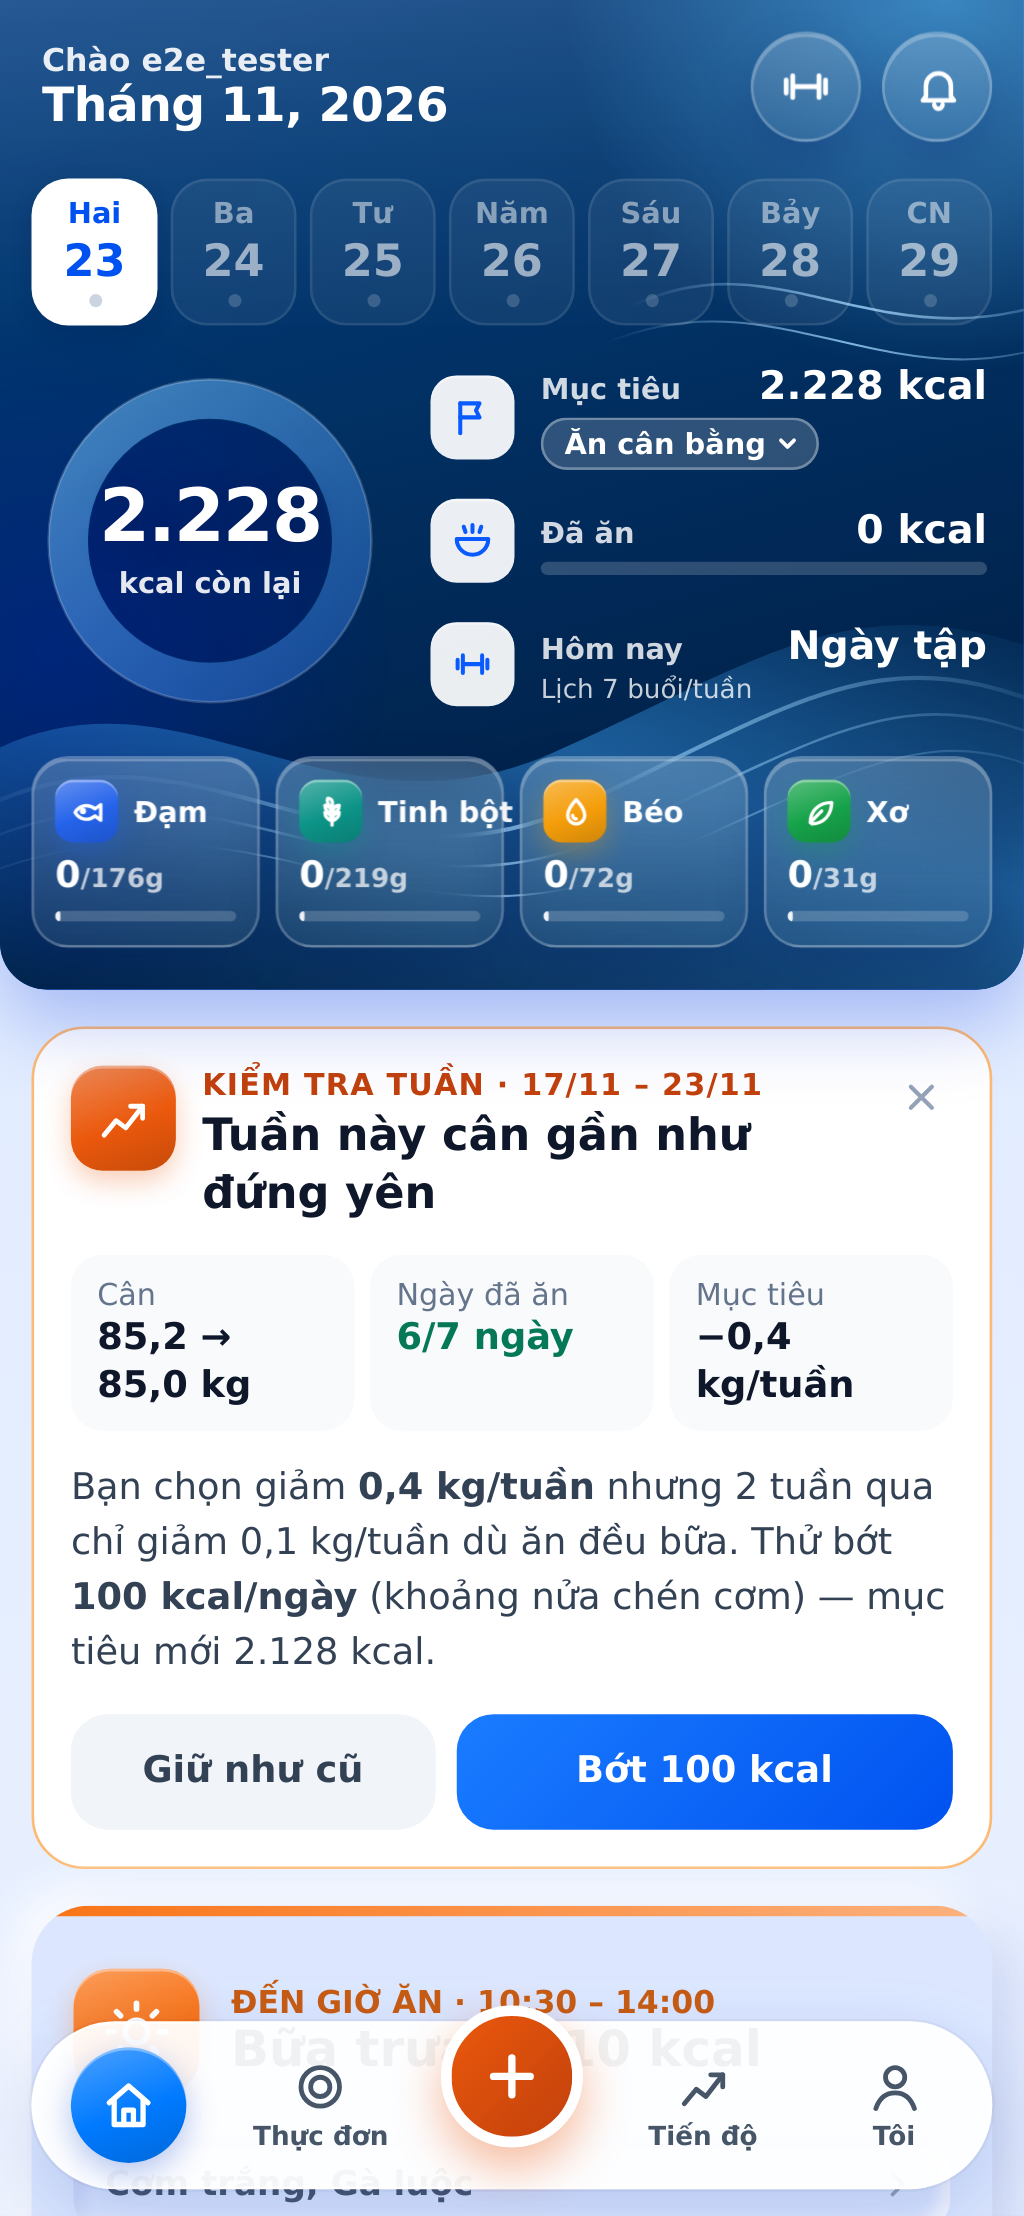 Chào e2e_tester
Tháng 11, 2026
Hai
23
Ba
24
Tư
25
Năm
26
Sáu
27
Bảy
28
CN
29
2.228
kcal còn lại
Mục tiêu
2.228 kcal
Ăn cân bằng
Đã ăn
0 kcal
Hôm nay
Ngày tập
Lịch 7 buổi/tuần
Đạm
0/176g
Tinh bột
0/219g
Béo
0/72g
Xơ
0/31g
KIỂM TRA TUẦN · 17/11 – 23/11
Tuần này cân gần như
đứng yên
Cân
85,2 →
85,0 kg
Ngày đã ăn
6/7 ngày
Mục tiêu
−0,4
kg/tuần
Bạn chọn giảm 0,4 kg/tuần nhưng 2 tuần qua
chỉ giảm 0,1 kg/tuần dù ăn đều bữa. Thử bớt
100 kcal/ngày (khoảng nửa chén cơm) — mục
tiêu mới 2.128 kcal.
Giữ như cũ
Bớt 100 kcal
ĐẾN GIỜ ĂN · 10:30 – 14:00
Bữa kcal
Thực đơn
Tiến độ
Tôi
Cơm trắng, Gà luộc